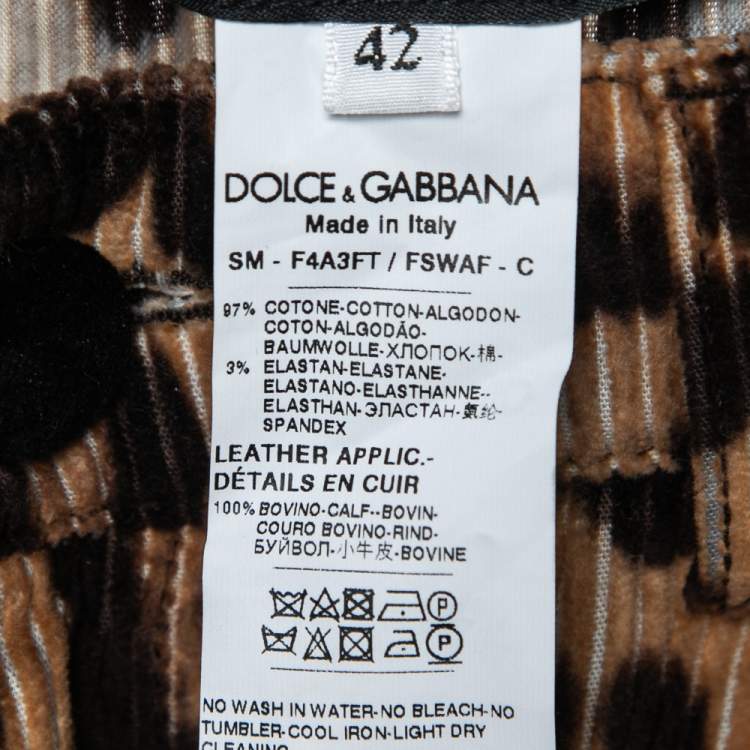 42
DOLCE & GABBANA
Made in Italy
SM - F4A3FT / FSWAF - C
97% COTONE-COTTON-ALGODON-
COTON-ALGODÃO-
BAUMWOLLE-ХЛОПОК-棉-
3% ELASTAN-ELASTANE-
ELASTANO-ELASTHANNE--
ELASTHAN-ЭЛАСТАН-氨纶-
SPANDEX
LEATHER APPLIC.-
DÉTAILS EN CUIR
100% BOVINO-CALF--BOVIN-
COURO BOVINO-RIND-
БУЙВОЛ-小牛皮-BOVINE
P
P
NO WASH IN WATER-NO BLEACH-NO
TUMBLER-COOL IRON-LIGHT DRY
CLEANING